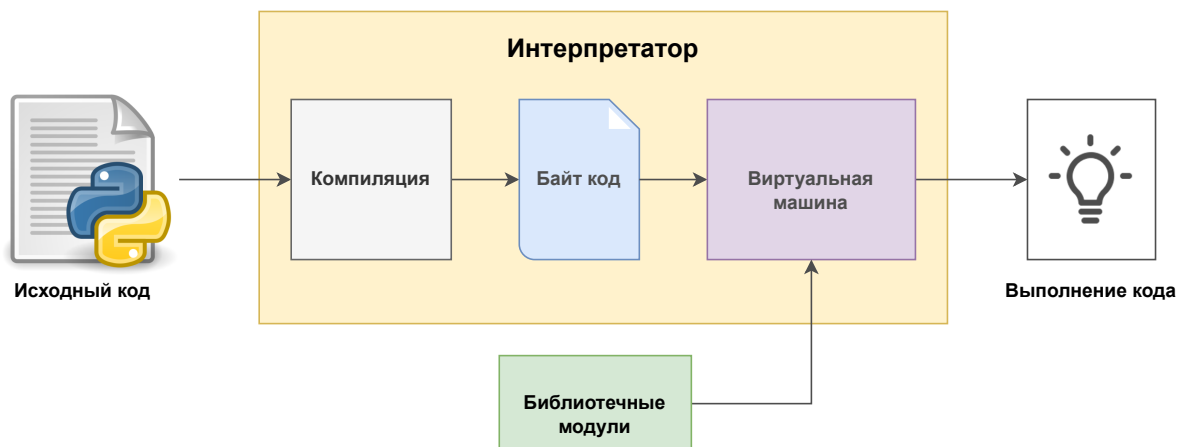 Интерпретатор
Компиляция
Байт код
Виртуальная
машина
Исходный код
Выполнение кода
Библиотечные
модули